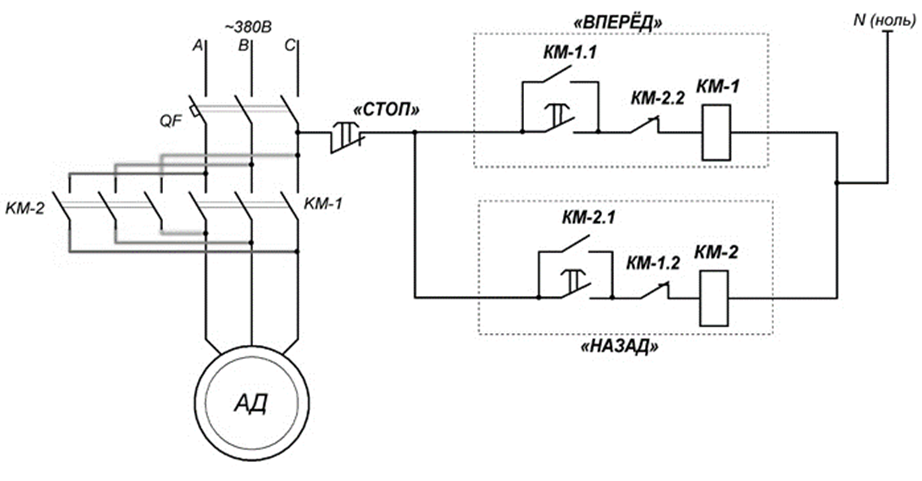 ~380В
А В С
QF
«СТОП»
КМ-2
КМ-1
АД
«ВПЕРЁД»
КМ-1.1
КМ-2.2
КМ-1
N (ноль)
КМ-2.1
КМ-1.2
КМ-2
«НАЗАД»